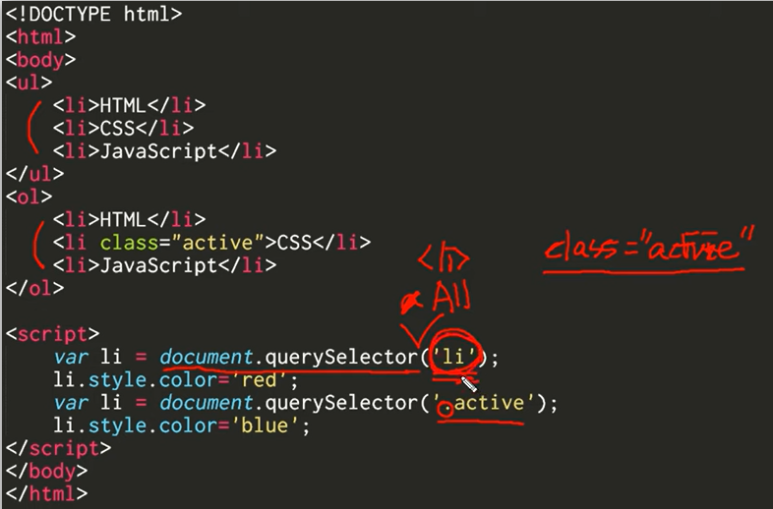 <!DOCTYPE html>
<html>
<body>
<ul>
    <li>HTML</li>
    <li>CSS</li>
    <li>JavaScript</li>
</ul>
<ol>
    <li>HTML</li>
    <li class="active">CSS</li>
    <li>JavaScript</li>
</ol>
<li>
class="active"
All
<script>
    var li = document.querySelector('li');
    li.style.color='red';
    var li = document.querySelector('.active');
    li.style.color='blue';
</script>
</body>
</html>